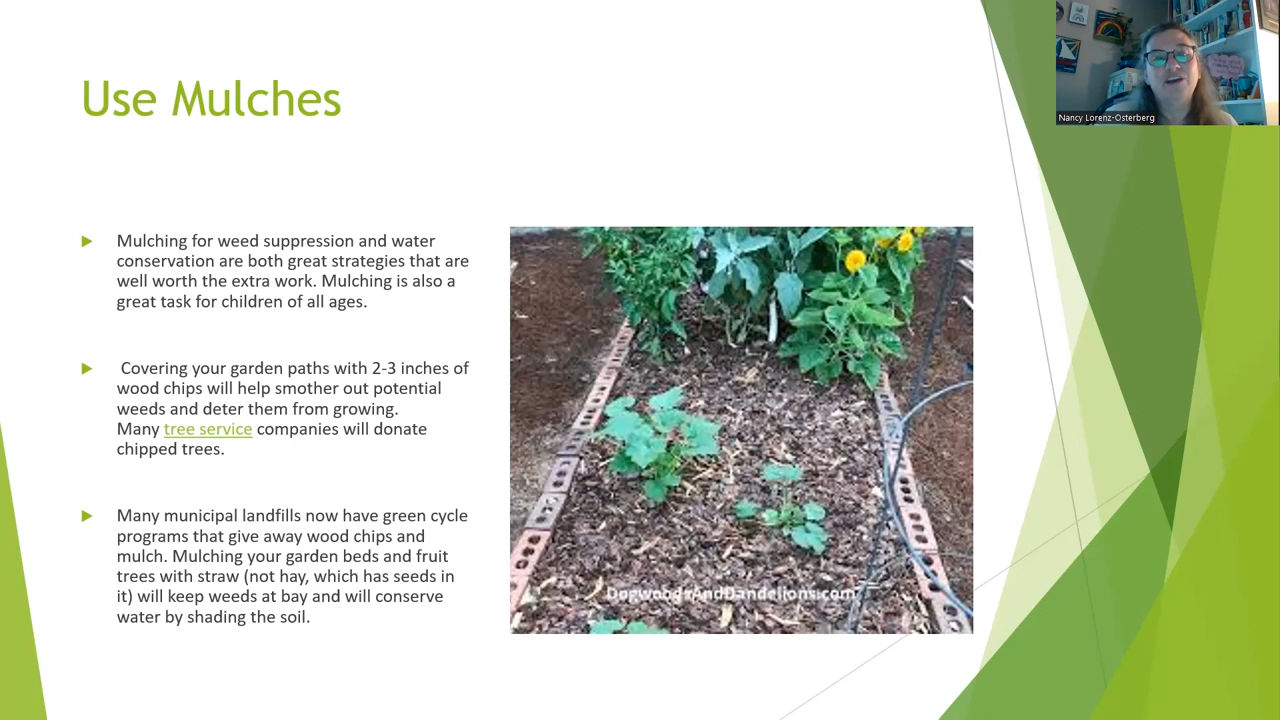 Nancy Lorenz-Osterberg
Use Mulches
Mulching for weed suppression and water
conservation are both great strategies that are
well worth the extra work. Mulching is also a
great task for children of all ages.
Covering your garden paths with 2-3 inches of
wood chips will help smother out potential
weeds and deter them from growing.
Many tree service companies will donate
chipped trees.
Many municipal landfills now have green cycle
programs that give away wood chips and
mulch. Mulching your garden beds and fruit
trees with straw (not hay, which has seeds in
it) will keep weeds at bay and will conserve
water by shading the soil.
DogwoodsAndDandelions.com